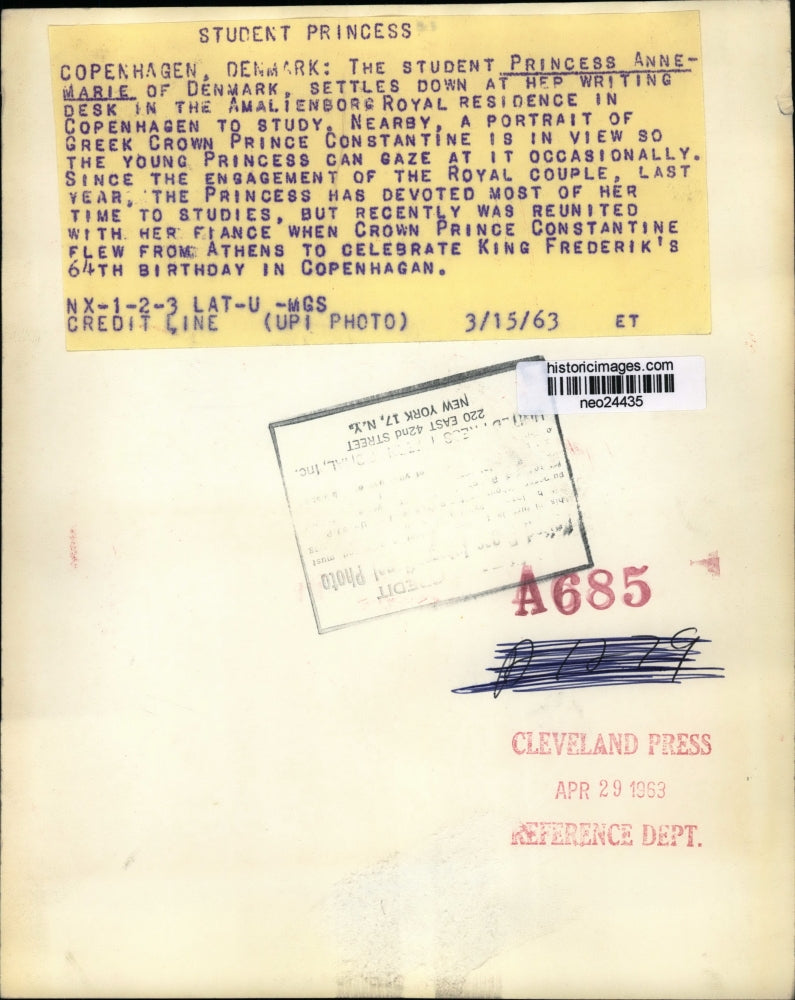 STUDENT PRINCESS
COPENHAGEN, DENMARK: THE STUDENT PRINCESS ANNE-
MARIE OF DENMARK, SETTLES DOWN AT HER WRITING
DESK IN THE AMALIENBORG ROYAL RESIDENCE IN
COPENHAGEN TO STUDY. NEARBY, A PORTRAIT OF
GREEK CROWN PRINCE CONSTANTINE IS IN VIEW SO
THE YOUNG PRINCESS CAN GAZE AT IT OCCASIONALLY.
SINCE THE ENGAGEMENT OF THE ROYAL COUPLE, LAST
YEAR, THE PRINCESS HAS DEVOTED MOST OF HER
TIME TO STUDIES, BUT RECENTLY WAS REUNITED
WITH HER FIANCE WHEN CROWN PRINCE CONSTANTINE
FLEW FROM ATHENS TO CELEBRATE KING FREDERIK'S
64TH BIRTHDAY IN COPENHAGAN.
NX-1-2-3 LAT-U -MGS
CREDIT LINE (UPI PHOTO) 3/15/63 ET
historicimages.com
neo24435
CREDIT
Photo
must
220 EAST 42nd STREET
NEW YORK 17, N.Y.
A685
CLEVELAND PRESS
APR 29 1963
REFERENCE DEPT.